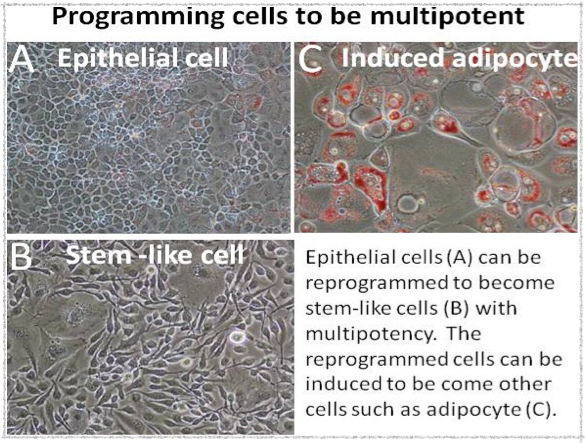 Programming cells to be multipotent
A Epithelial cell
C Induced adipocyte
B Stem -like cell
Epithelial cells (A) can be
reprogrammed to become
stem-like cells (B) with
multipotency. The
reprogrammed cells can be
induced to be come other
cells such as adipocyte (C).